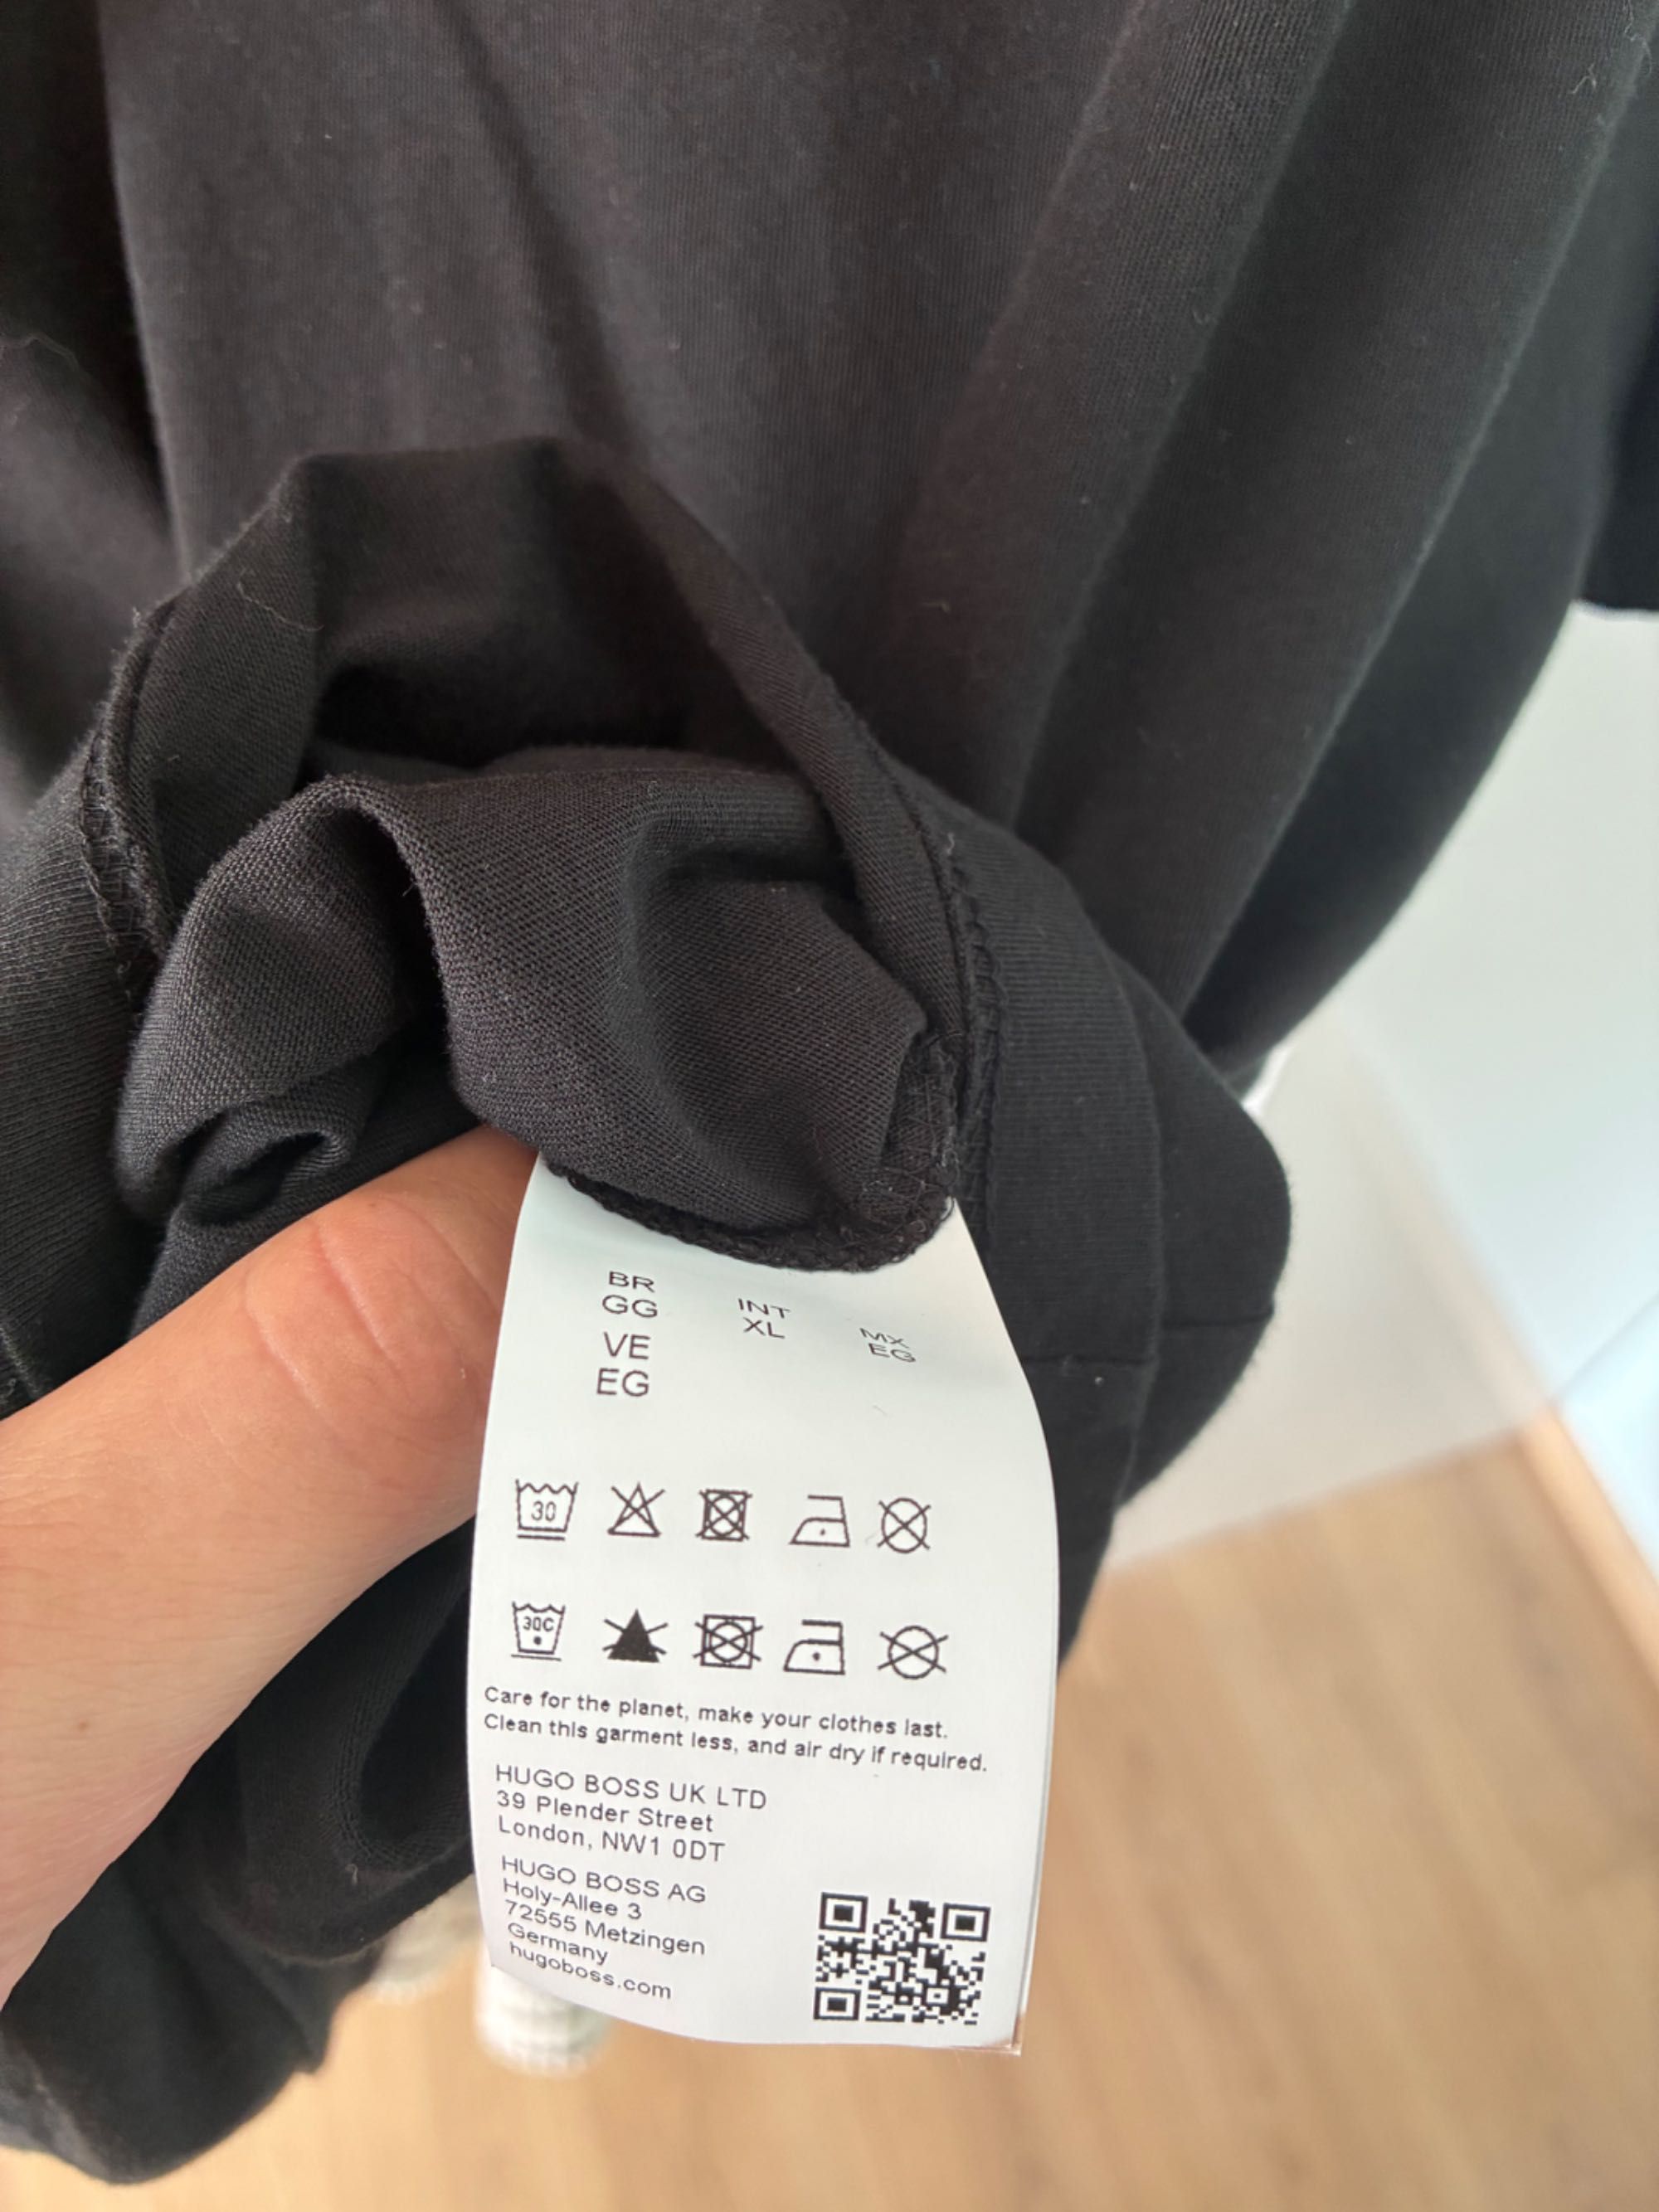 BR
GG
VE
EG
INT
XL
MX
EG
30
30C
Care for the planet, make your clothes last.
Clean this garment less, and air dry if required.
HUGO BOSS UK LTD
39 Plender Street
London, NW1 0DT
HUGO BOSS AG
Holy-Allee 3
72555 Metzingen
Germany
hugoboss.com